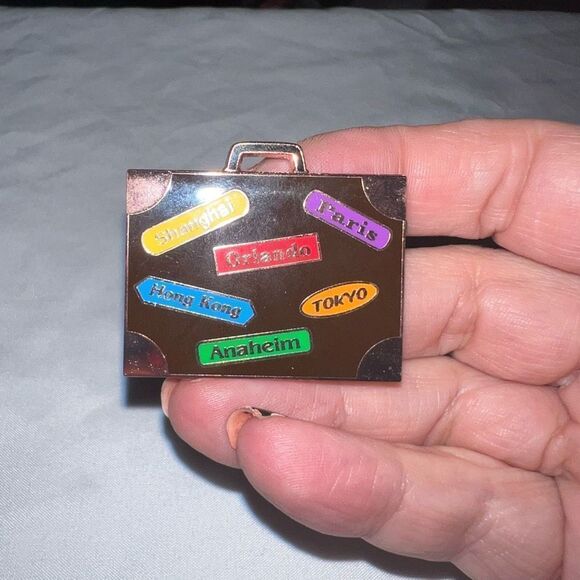 Shanghai
Paris
Orlando
Hong Kong
TOKYO
Anaheim